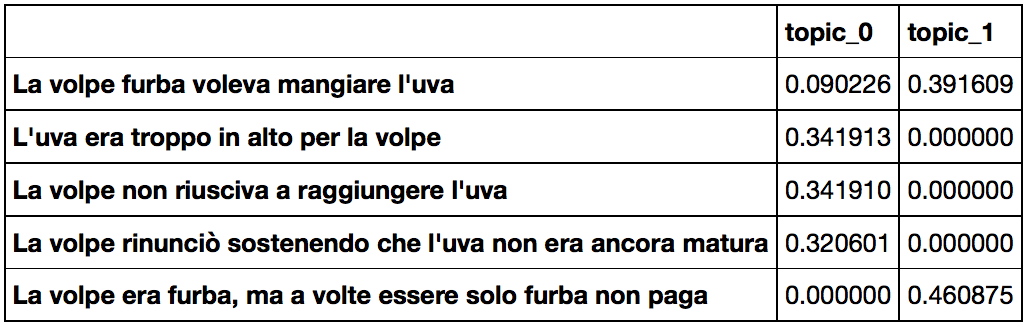 topic_0 topic_1
La volpe furba voleva mangiare l'uva 0.090226 0.391609
L'uva era troppo in alto per la volpe 0.341913 0.000000
La volpe non riusciva a raggiungere l'uva 0.341910 0.000000
La volpe rinunciò sostenendo che l'uva non era ancora matura 0.320601 0.000000
La volpe era furba, ma a volte essere solo furba non paga 0.000000 0.460875